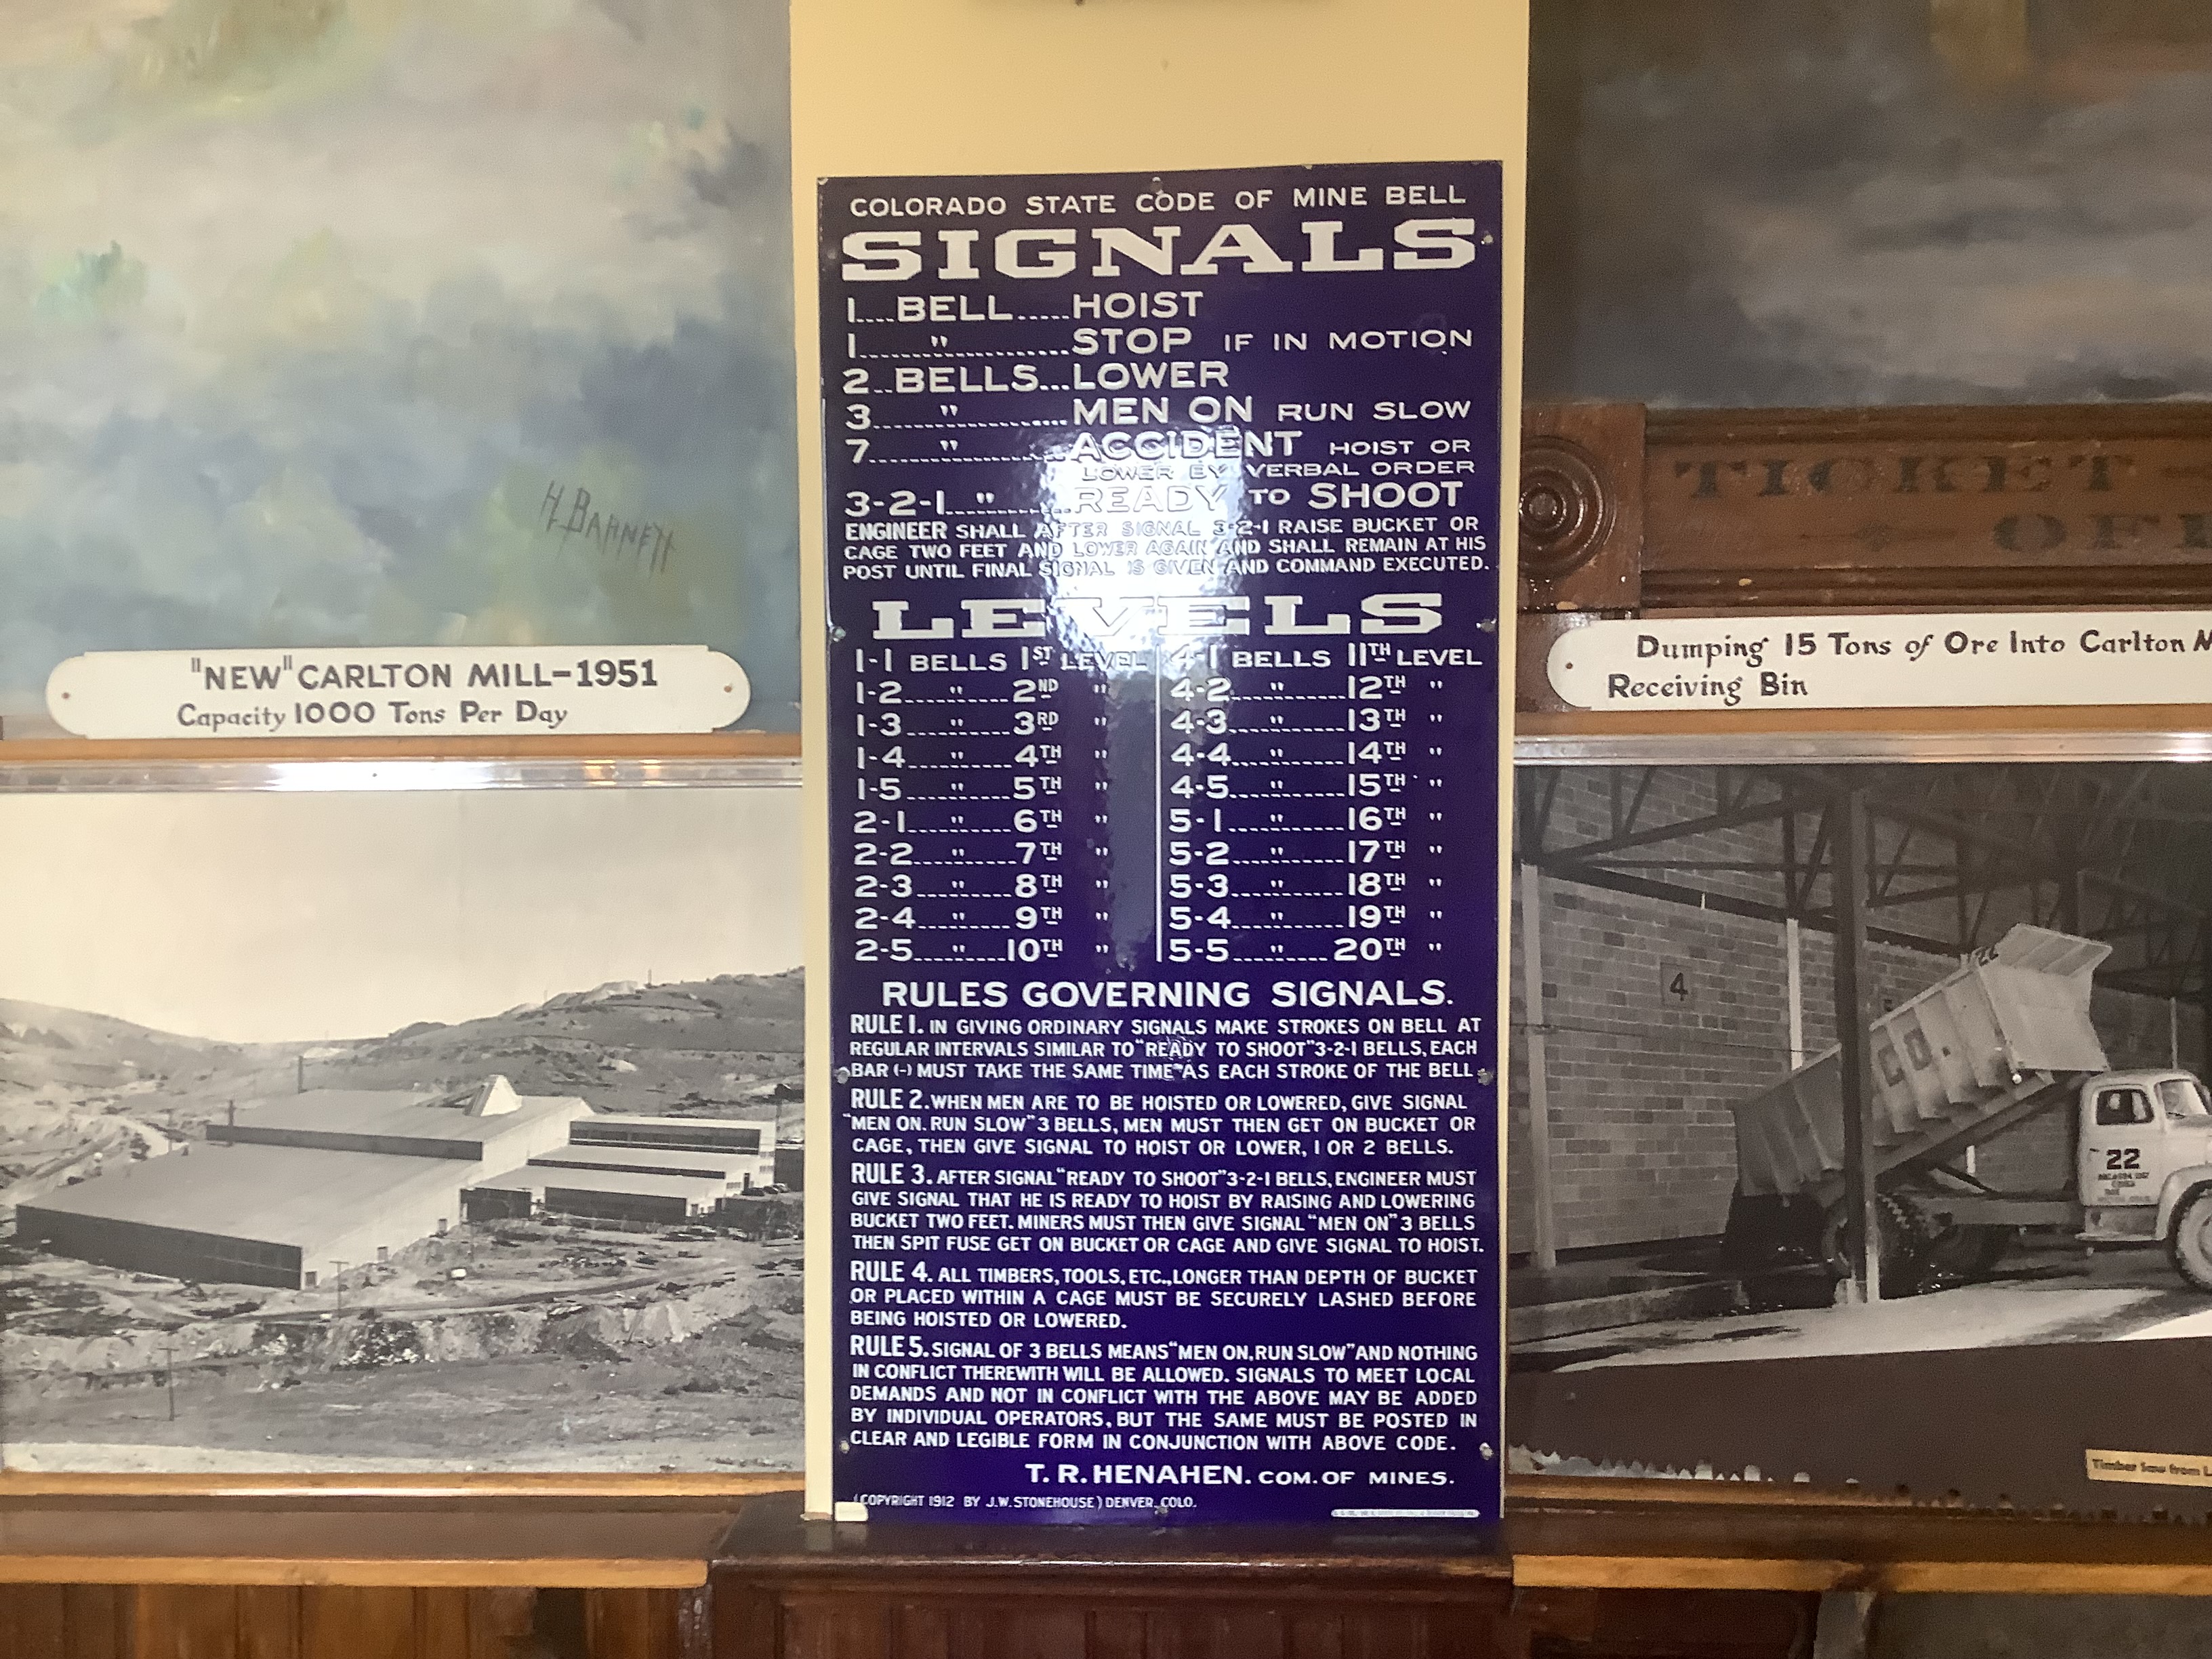 COLORADO STATE CODE OF MINE BELL
SIGNALS
1....BELL.....HOIST
1............"............STOP IF IN MOTION
2..BELLS...LOWER
3............"............MEN ON RUN SLOW
7............"............ACCIDENT HOIST OR
LOWER BY VERBAL ORDER
3-2-1....."........READY TO SHOOT
ENGINEER SHALL AFTER SIGNAL 3-2-1 RAISE BUCKET OR
CAGE TWO FEET AND LOWER AGAIN AND SHALL REMAIN AT HIS
POST UNTIL FINAL SIGNAL IS GIVEN AND COMMAND EXECUTED.
LEVELS
1-1 BELLS 1ST LEVEL
1-2....."......2ND "
1-3....."......3RD "
1-4....."......4TH "
1-5....."......5TH "
2-1....."......6TH "
2-2....."......7TH "
2-3....."......8TH "
2-4....."......9TH "
2-5....."......10TH "
4-1 BELLS 11TH LEVEL
4-2....."......12TH "
4-3....."......13TH "
4-4....."......14TH "
4-5....."......15TH "
5-1....."......16TH "
5-2....."......17TH "
5-3....."......18TH "
5-4....."......19TH "
5-5....."......20TH "
RULES GOVERNING SIGNALS.
RULE 1. IN GIVING ORDINARY SIGNALS MAKE STROKES ON BELL AT
REGULAR INTERVALS SIMILAR TO "READY TO SHOOT" 3-2-1 BELLS, EACH
BAR (-) MUST TAKE THE SAME TIME AS EACH STROKE OF THE BELL.
RULE 2. WHEN MEN ARE TO BE HOISTED OR LOWERED, GIVE SIGNAL
"MEN ON. RUN SLOW" 3 BELLS, MEN MUST THEN GET ON BUCKET OR
CAGE, THEN GIVE SIGNAL TO HOIST OR LOWER, 1 OR 2 BELLS.
RULE 3. AFTER SIGNAL "READY TO SHOOT" 3-2-1 BELLS, ENGINEER MUST
GIVE SIGNAL THAT HE IS READY TO HOIST BY RAISING AND LOWERING
BUCKET TWO FEET. MINERS MUST THEN GIVE SIGNAL "MEN ON" 3 BELLS
THEN SPIT FUSE GET ON BUCKET OR CAGE AND GIVE SIGNAL TO HOIST.
RULE 4. ALL TIMBERS, TOOLS, ETC., LONGER THAN DEPTH OF BUCKET
OR PLACED WITHIN A CAGE MUST BE SECURELY LASHED BEFORE
BEING HOISTED OR LOWERED.
RULE 5. SIGNAL OF 3 BELLS MEANS "MEN ON, RUN SLOW" AND NOTHING
IN CONFLICT THEREWITH WILL BE ALLOWED. SIGNALS TO MEET LOCAL
DEMANDS AND NOT IN CONFLICT WITH THE ABOVE MAY BE ADDED
BY INDIVIDUAL OPERATORS, BUT THE SAME MUST BE POSTED IN
CLEAR AND LEGIBLE FORM IN CONJUNCTION WITH ABOVE CODE.
T. R. HENAHEN. COM. OF MINES.
(COPYRIGHT 1912 BY J.W. STONEHOUSE) DENVER, COLO.
H. BARNETT
"NEW" CARLTON MILL-1951
Capacity 1000 Tons Per Day
TICKET
OF
Dumping 15 Tons of Ore Into Carlton M
Receiving Bin
4
22
CO.
22
Timber Saw from L